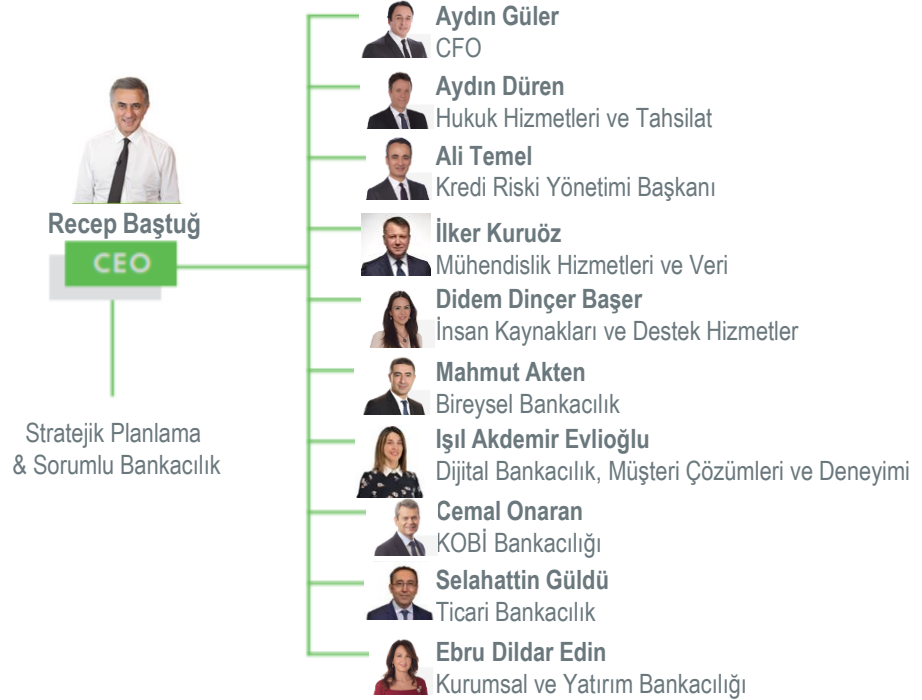 Recep Baştuğ
CEO
Stratejik Planlama
& Sorumlu Bankacılık
Aydın Güler
CFO
Aydın Düren
Hukuk Hizmetleri ve Tahsilat
Ali Temel
Kredi Riski Yönetimi Başkanı
İlker Kuruöz
Mühendislik Hizmetleri ve Veri
Didem Dinçer Başer
İnsan Kaynakları ve Destek Hizmetler
Mahmut Akten
Bireysel Bankacılık
Işıl Akdemir Evlioğlu
Dijital Bankacılık, Müşteri Çözümleri ve Deneyimi
Cemal Onaran
KOBİ Bankacılığı
Selahattin Güldü
Ticari Bankacılık
Ebru Dildar Edin
Kurumsal ve Yatırım Bankacılığı